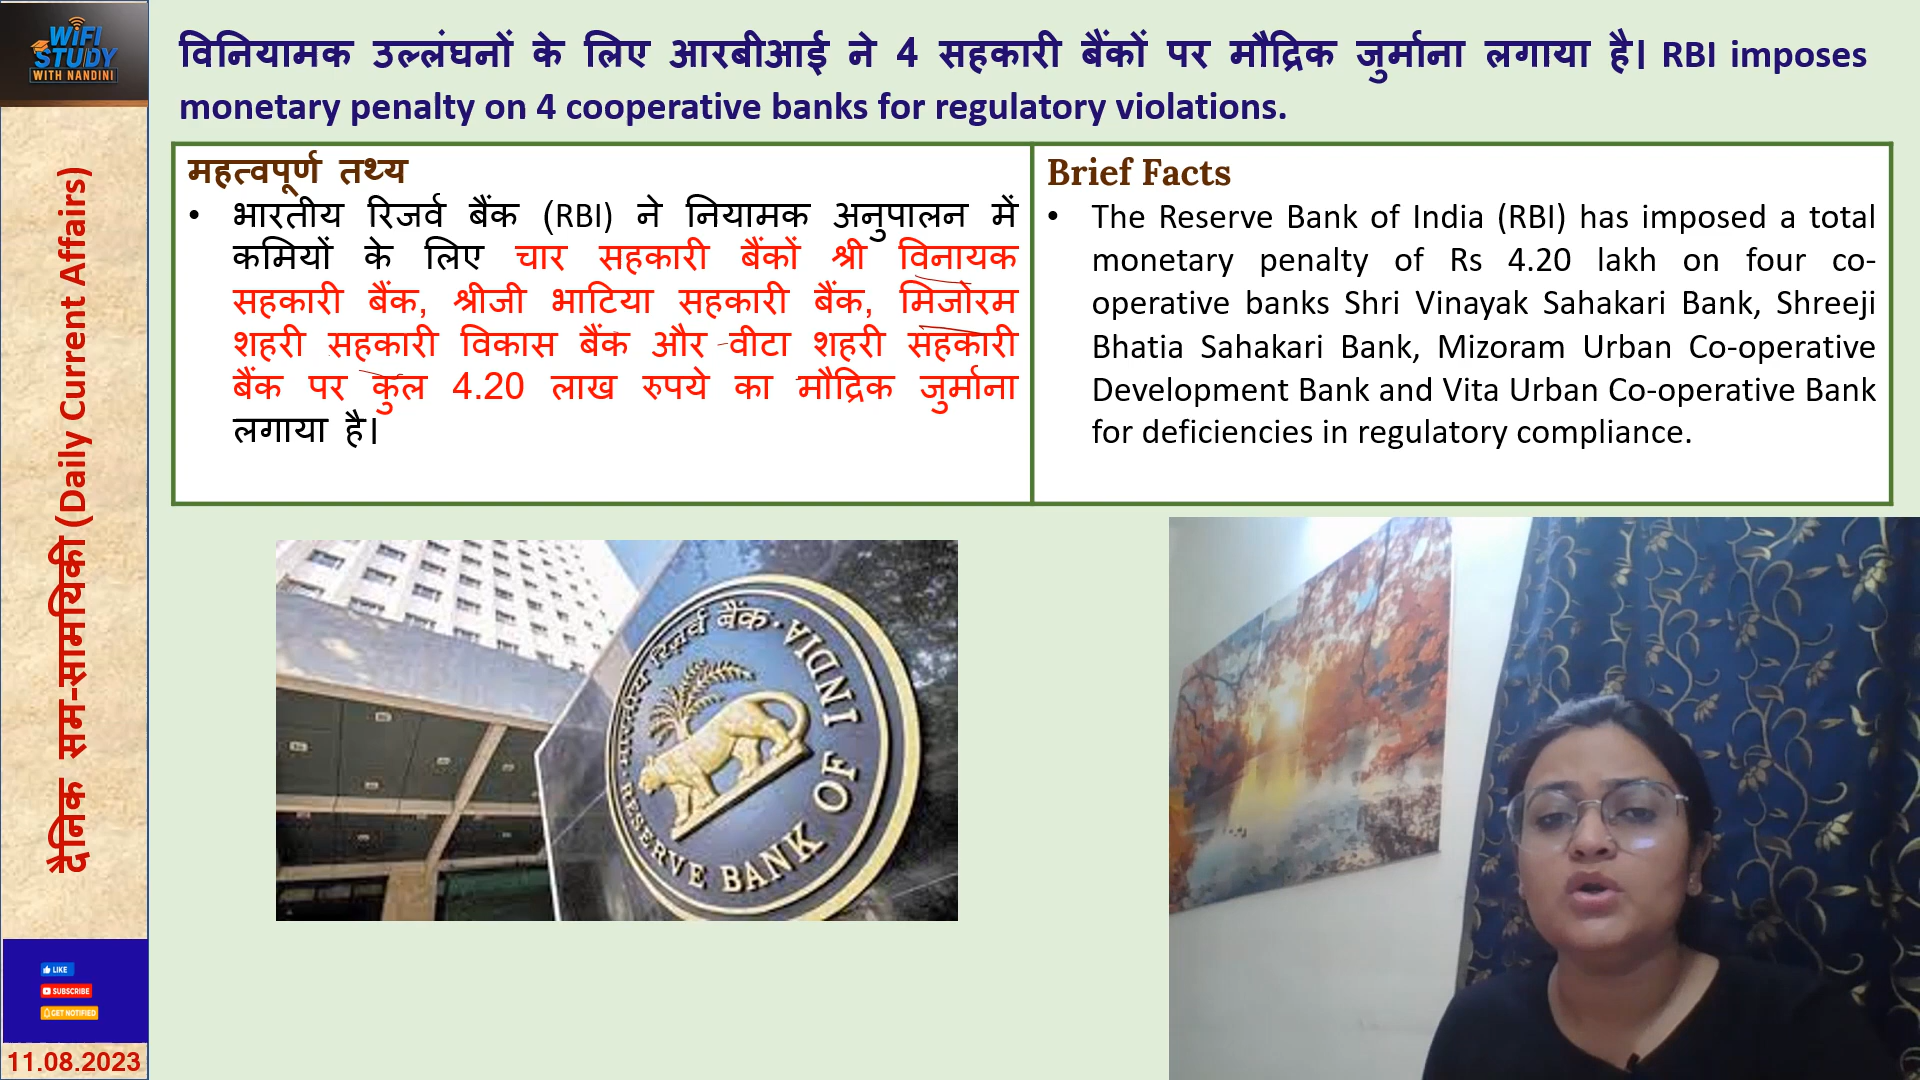 WiFi
STUDY
WITH NANDINI
विनियामक उल्लंघनों के लिए आरबीआई ने 4 सहकारी बैंकों पर मौद्रिक जुर्माना लगाया है। RBI imposes
monetary penalty on 4 cooperative banks for regulatory violations.
महत्वपूर्ण तथ्य
• भारतीय रिजर्व बैंक (RBI) ने नियामक अनुपालन में
कमियों के लिए चार सहकारी बैंकों श्री विनायक
सहकारी बैंक, श्रीजी भाटिया सहकारी बैंक, मिजोरम
शहरी सहकारी विकास बैंक और वीटा शहरी सहकारी
बैंक पर कुल 4.20 लाख रुपये का मौद्रिक जुर्माना
लगाया है।
Brief Facts
• The Reserve Bank of India (RBI) has imposed a total
monetary penalty of Rs 4.20 lakh on four co-
operative banks Shri Vinayak Sahakari Bank, Shreeji
Bhatia Sahakari Bank, Mizoram Urban Co-operative
Development Bank and Vita Urban Co-operative Bank
for deficiencies in regulatory compliance.
दैनिक सम-सामयिकी (Daily Current Affairs)
भारतीय रिज़र्व बैंक
RESERVE BANK OF INDIA
LIKE
SUBSCRIBE
GET NOTIFIED
11.08.2023